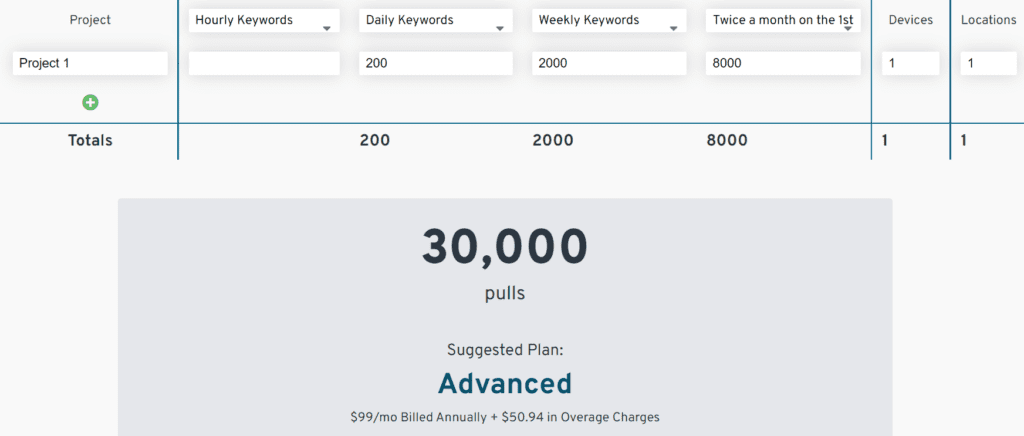 Project Hourly Keywords Daily Keywords Weekly Keywords Twice a month on the 1st Devices Locations
Project 1 200 2000 8000 1 1
Totals 200 2000 8000 1 1
30,000
pulls
Suggested Plan:
Advanced
$99/mo Billed Annually + $50.94 in Overage Charges